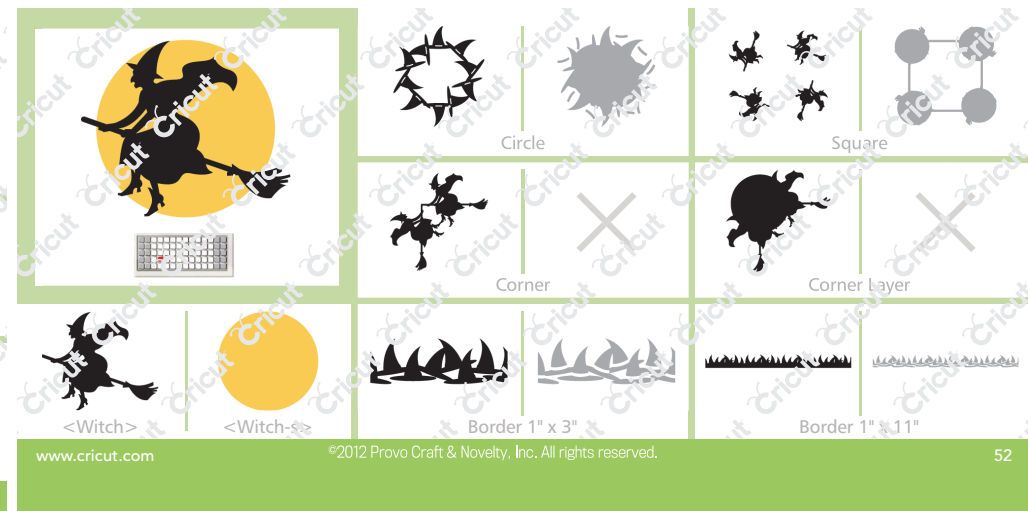 Circle
Square
Corner
Corner Layer
<Witch>
<Witch-s>
Border 1" x 3"
Border 1" x 11"
www.cricut.com
©2012 Provo Craft & Novelty, Inc. All rights reserved.
52
Cricut